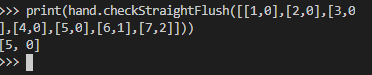 >>> print(hand.checkStraightFlush([[1,0],[2,0],[3,0
],[4,0],[5,0],[6,1],[7,2]]))
[5, 0]
>>>